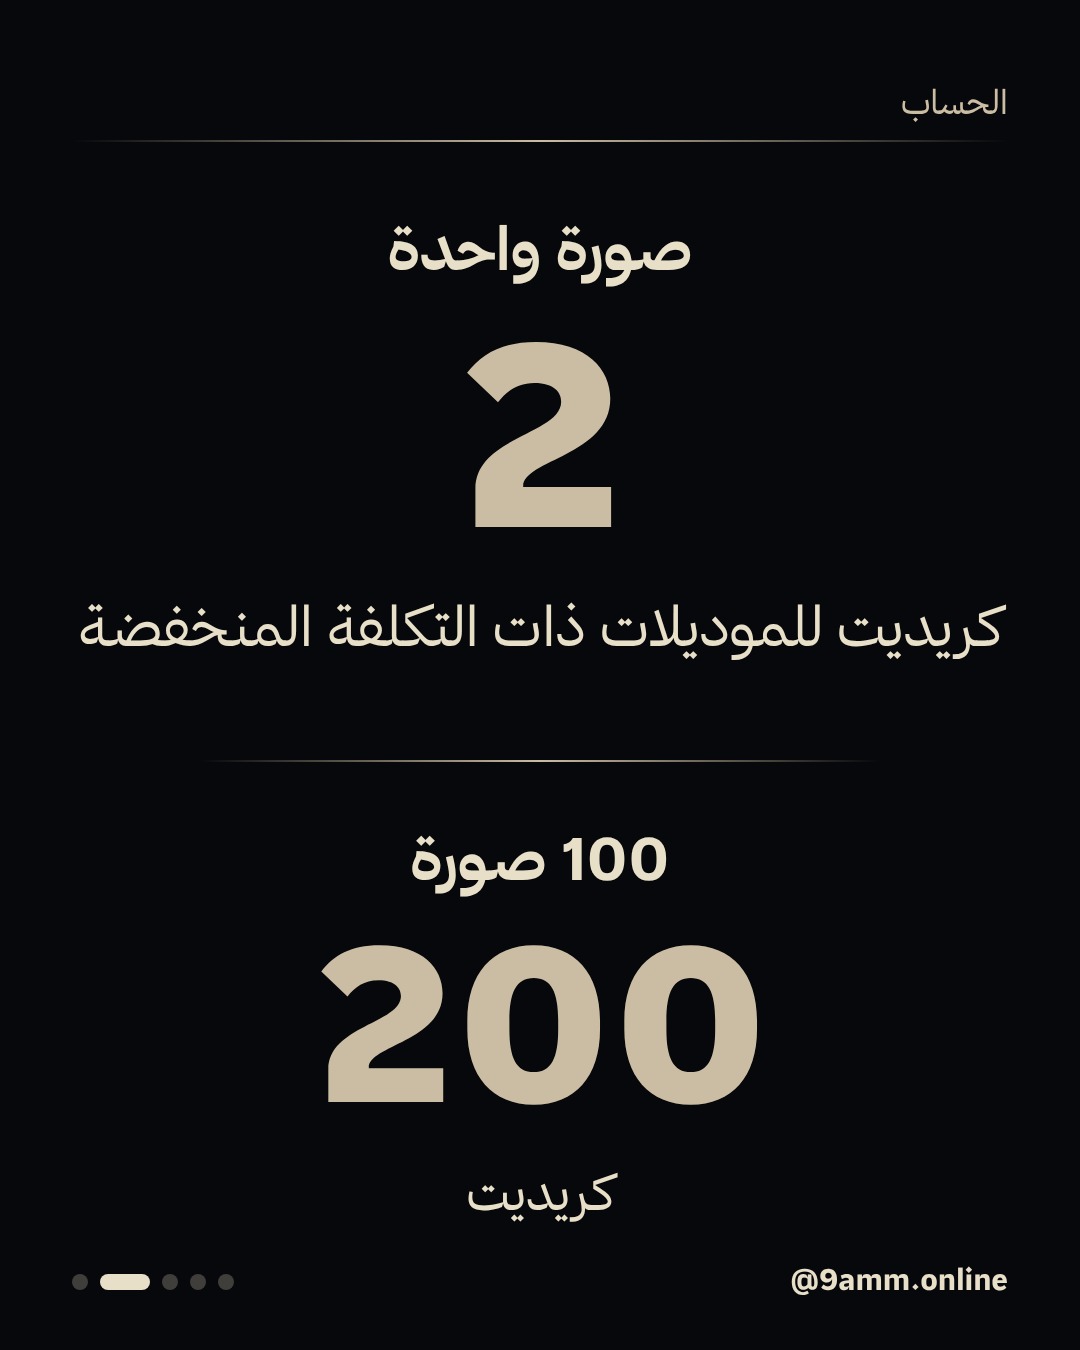 الحساب
صورة واحدة
2
كريديت للموديلات ذات التكلفة المنخفضة
100 صورة
200
كريديت
@9amm.online